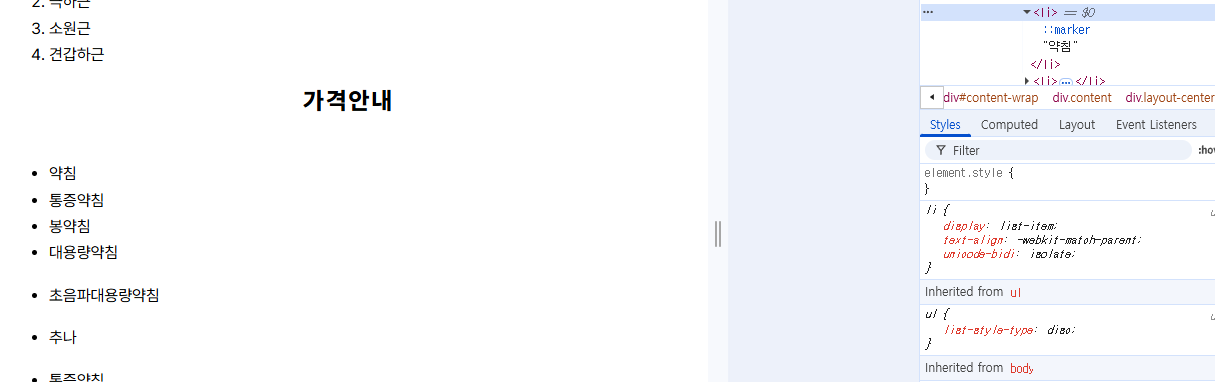 3. 소원근
4. 견갑하근
가격안내
약침
통증약침
봉약침
대용량약침
초음파대용량약침
추나
통증약침
<li> == $0
::marker
"약침"
</li>
<li>…</li>
div#content-wrap div.content div.layout-center
Styles Computed Layout Event Listeners
Filter :hov
element.style {
}
li {
display: list-item;
text-align: -webkit-match-parent;
unicode-bidi: isolate;
}
Inherited from ul
ul {
list-style-type: disc;
}
Inherited from body